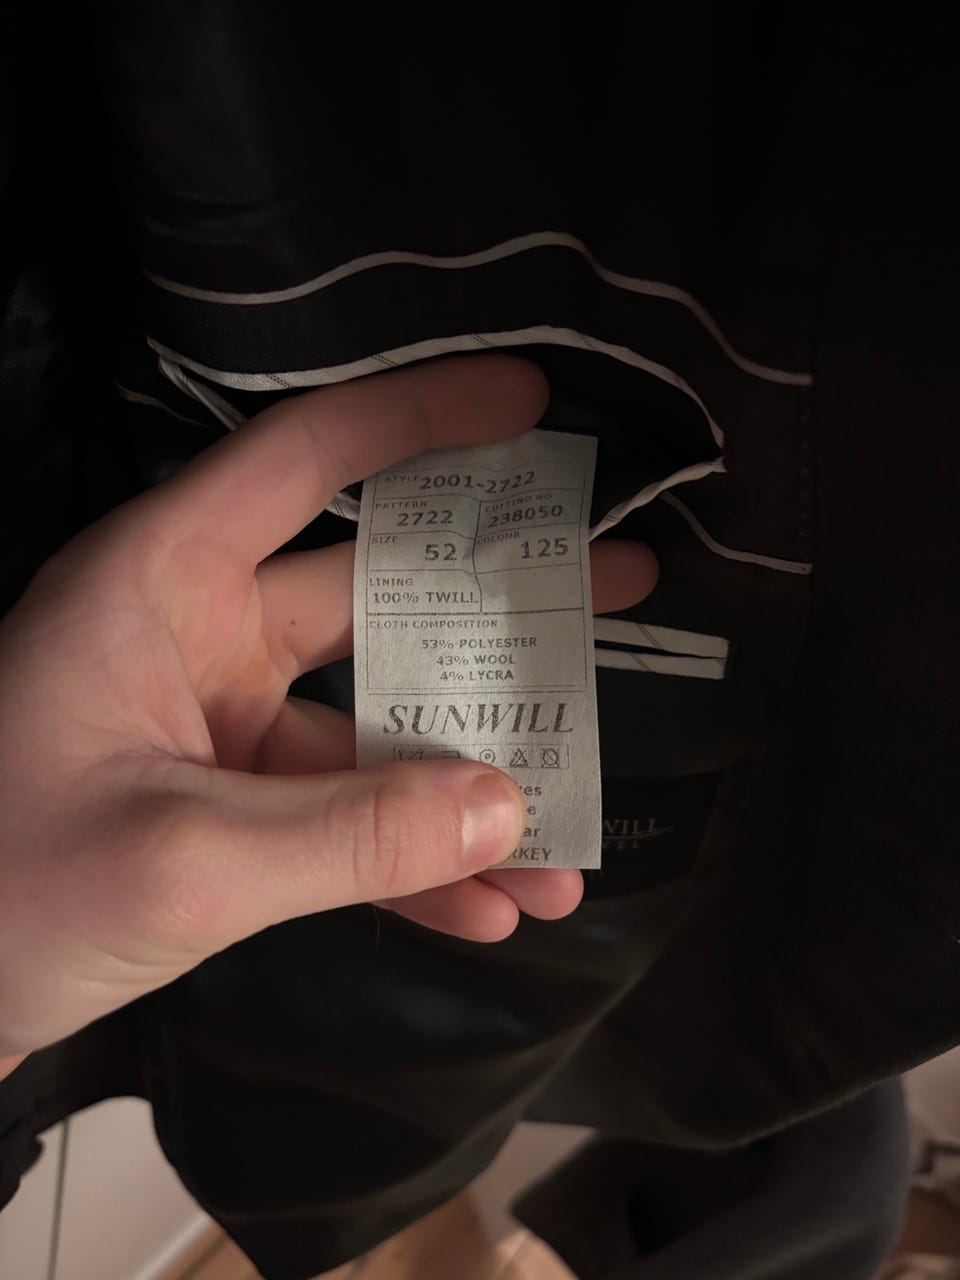 STYLE 2001-2722
PATTERN CUTTING NO
2722 238050
SIZE COLOUR
52 125
LINING
100% TWILL
CLOTH COMPOSITION
53% POLYESTER
43% WOOL
4% LYCRA
SUNWILL
P